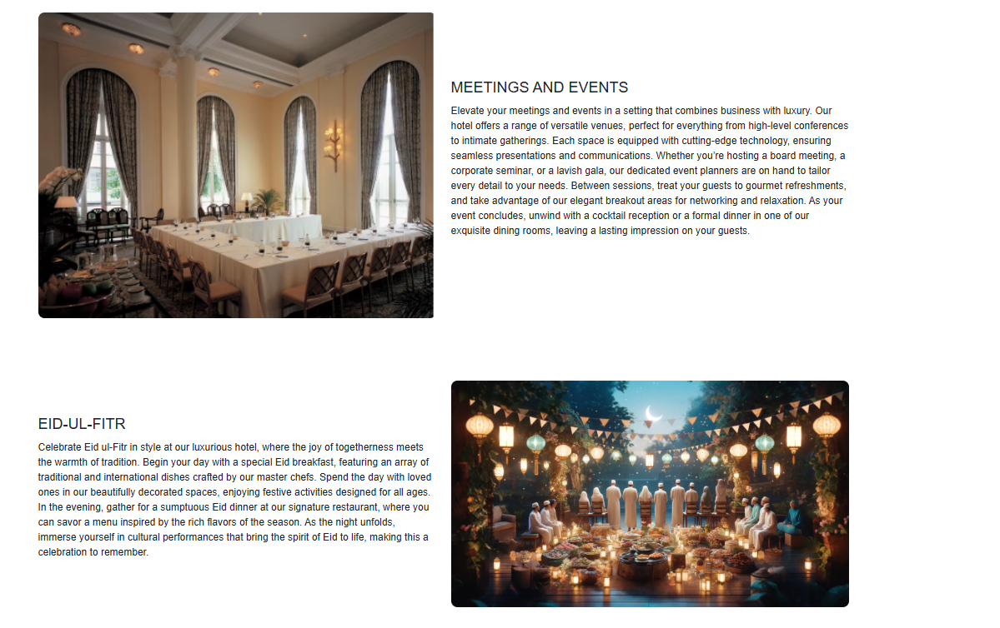 MEETINGS AND EVENTS
Elevate your meetings and events in a setting that combines business with luxury. Our
hotel offers a range of versatile venues, perfect for everything from high-level conferences
to intimate gatherings. Each space is equipped with cutting-edge technology, ensuring
seamless presentations and communications. Whether you’re hosting a board meeting, a
corporate seminar, or a lavish gala, our dedicated event planners are on hand to tailor
every detail to your needs. Between sessions, treat your guests to gourmet refreshments,
and take advantage of our elegant breakout areas for networking and relaxation. As your
event concludes, unwind with a cocktail reception or a formal dinner in one of our
exquisite dining rooms, leaving a lasting impression on your guests.
EID-UL-FITR
Celebrate Eid ul-Fitr in style at our luxurious hotel, where the joy of togetherness meets
the warmth of tradition. Begin your day with a special Eid breakfast, featuring an array of
traditional and international dishes crafted by our master chefs. Spend the day with loved
ones in our beautifully decorated spaces, enjoying festive activities designed for all ages.
In the evening, gather for a sumptuous Eid dinner at our signature restaurant, where you
can savor a menu inspired by the rich flavors of the season. As the night unfolds,
immerse yourself in cultural performances that bring the spirit of Eid to life, making this a
celebration to remember.